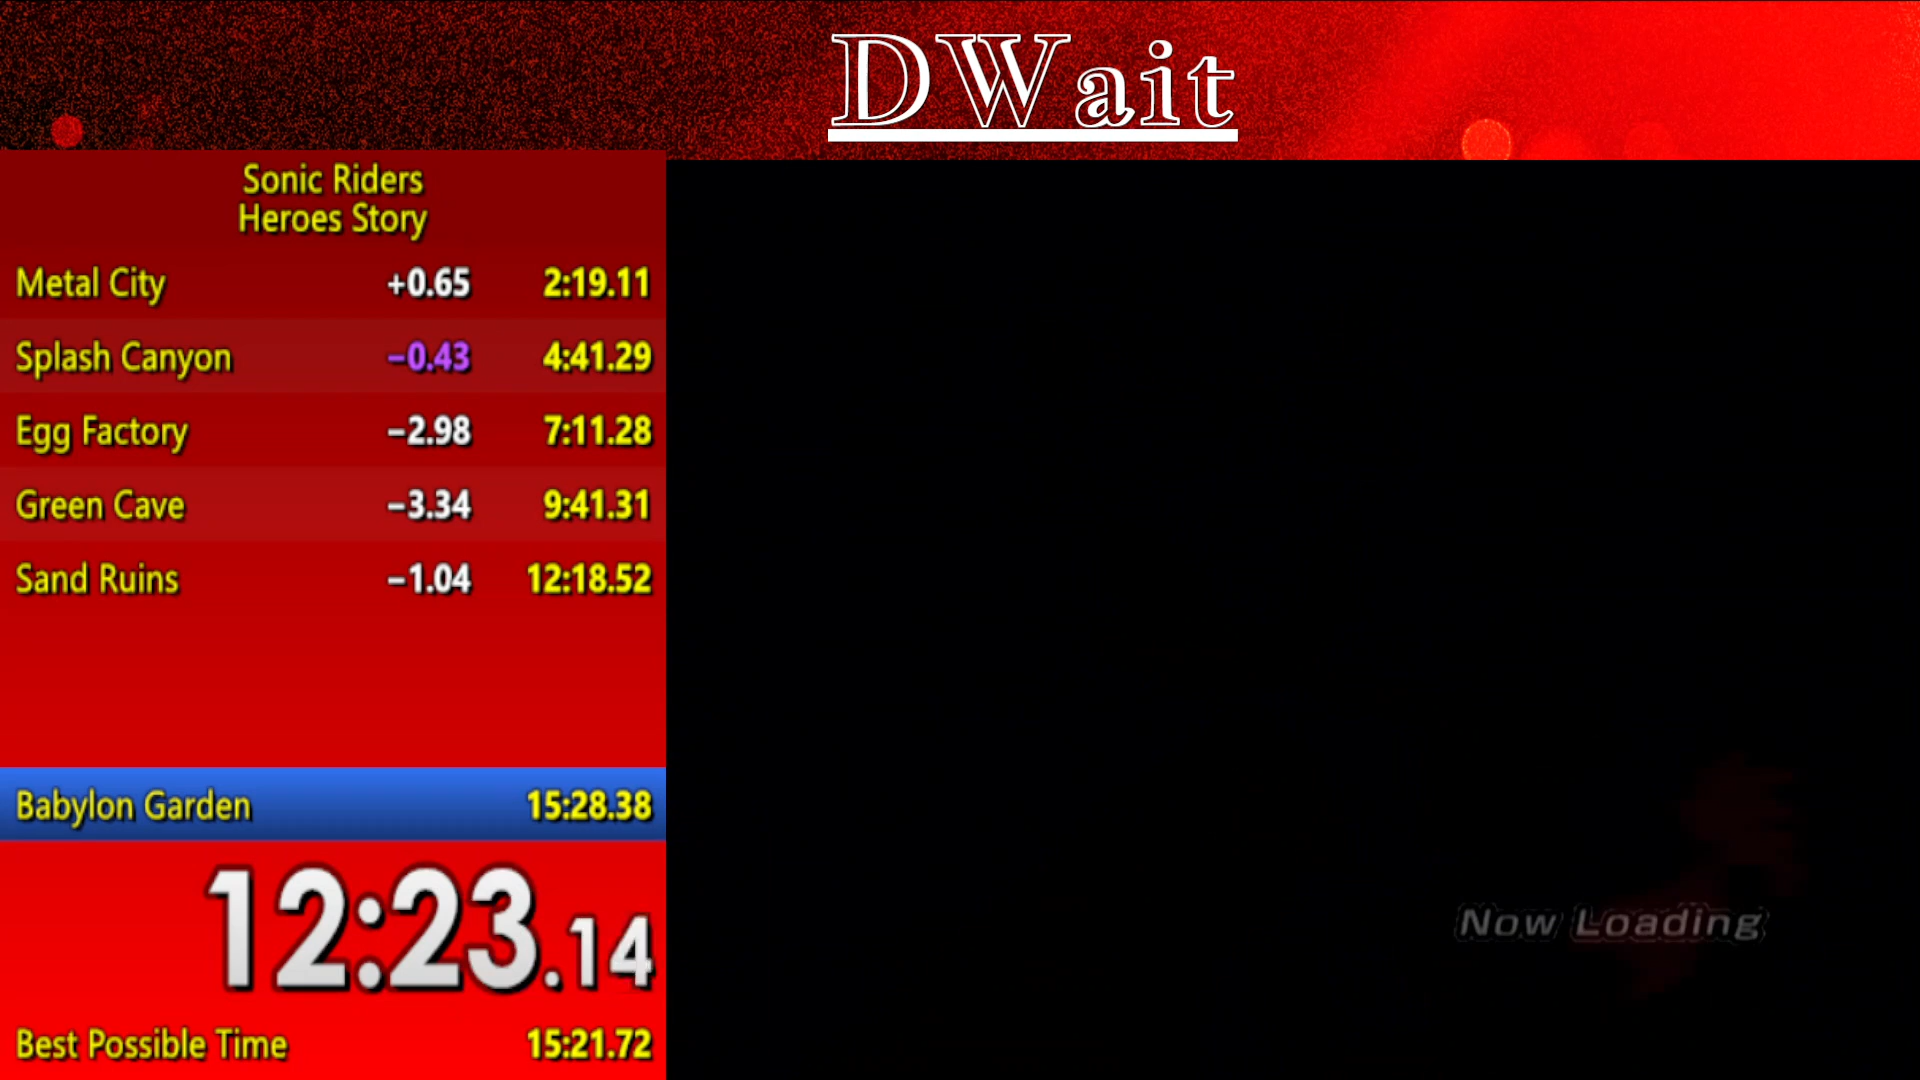 DWait
Sonic Riders
Heroes Story
Metal City +0.65 2:19.11
Splash Canyon −0.43 4:41.29
Egg Factory −2.98 7:11.28
Green Cave −3.34 9:41.31
Sand Ruins −1.04 12:18.52
Babylon Garden 15:28.38
12:23.14
Now Loading
Best Possible Time 15:21.72